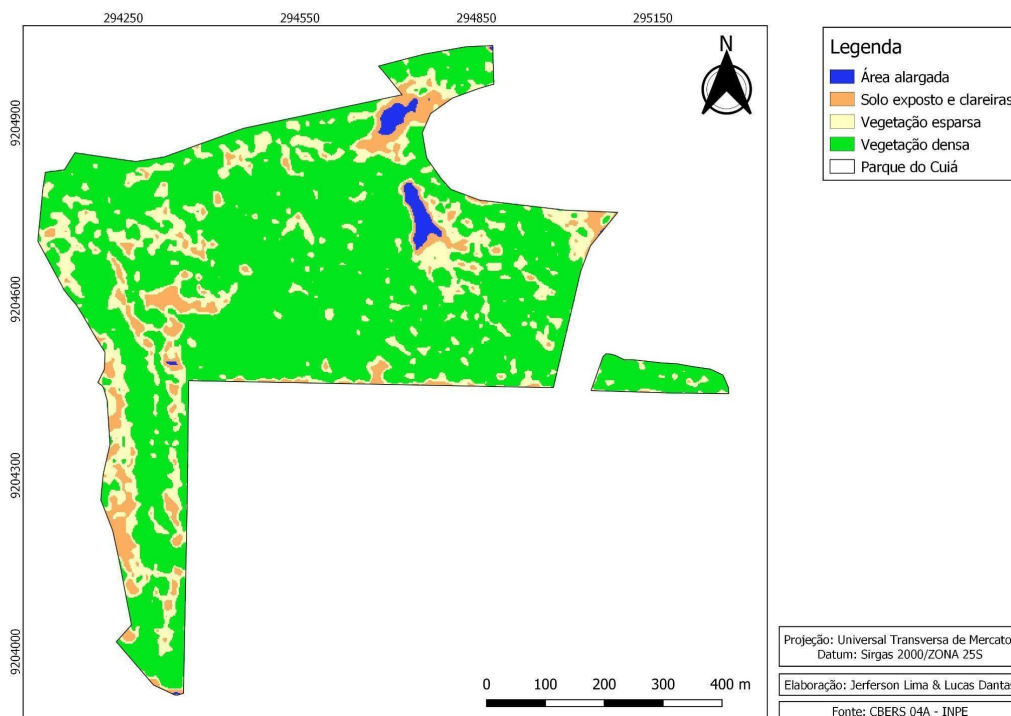 294250 294550 294850 295150
N
9204900
9204600
9204300
9204000
Legenda
Área alargada
Solo exposto e clareiras
Vegetação esparsa
Vegetação densa
Parque do Cuiá
0 100 200 300 400 m
Projeção: Universal Transversa de Mercato
Datum: Sirgas 2000/ZONA 25S
Elaboração: Jerferson Lima & Lucas Dantas
Fonte: CBERS 04A - INPE